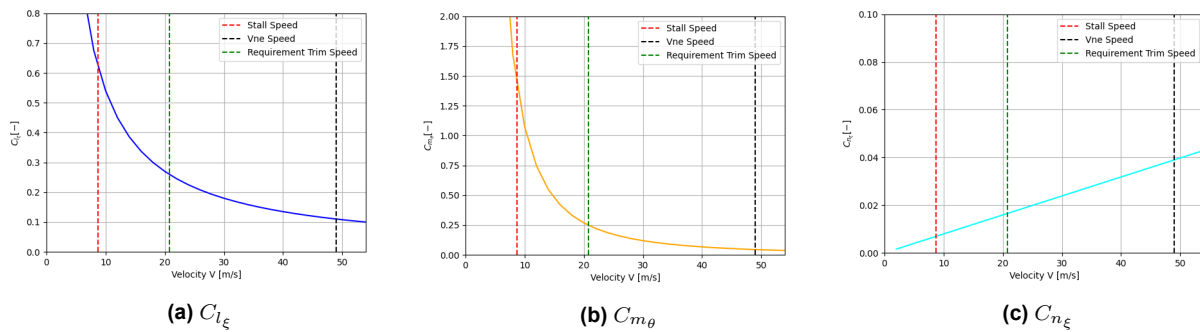 0.8
0.7
0.6
0.5
0.4
0.3
0.2
0.1
0.0
0
10
20
30
40
50
Velocity V [m/s]
Stall Speed
Vne Speed
Requirement Trim Speed
(a) C_{l_ξ}
2.00
1.75
1.50
1.25
1.00
0.75
0.50
0.25
0.00
0
10
20
30
40
50
Velocity V [m/s]
Stall Speed
Vne Speed
Requirement Trim Speed
(b) C_{m_θ}
0.10
0.08
0.06
0.04
0.02
0.00
0
10
20
30
40
50
Velocity V [m/s]
Stall Speed
Vne Speed
Requirement Trim Speed
(c) C_{n_ξ}